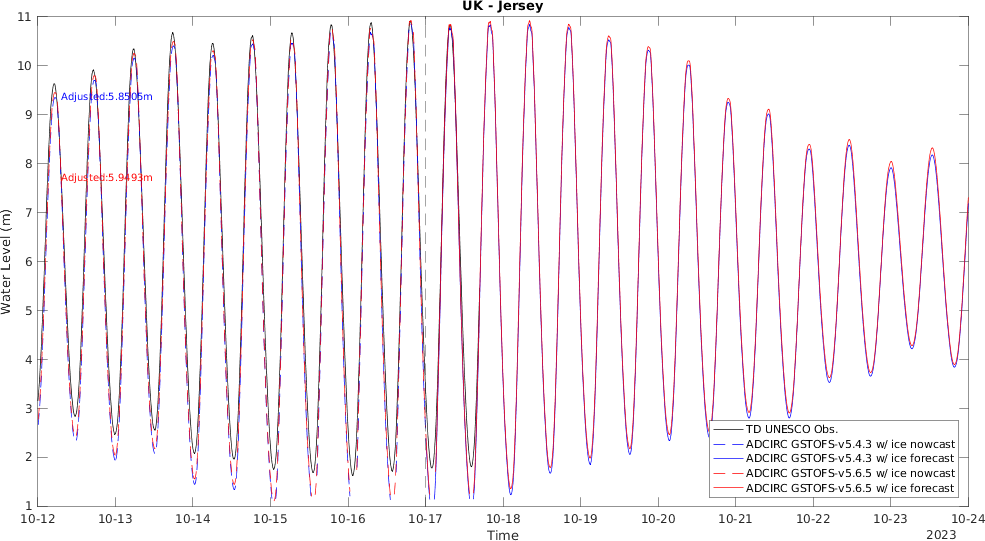 UK - Jersey
11
10
9
8
7
6
5
4
3
2
1
Water Level (m)
Adjusted:5.8505m
Adjusted:5.9493m
TD UNESCO Obs.
ADCIRC GSTOFS-v5.4.3 w/ ice nowcast
ADCIRC GSTOFS-v5.4.3 w/ ice forecast
ADCIRC GSTOFS-v5.6.5 w/ ice nowcast
ADCIRC GSTOFS-v5.6.5 w/ ice forecast
10-12 10-13 10-14 10-15 10-16 10-17 10-18 10-19 10-20 10-21 10-22 10-23 10-24
Time
2023